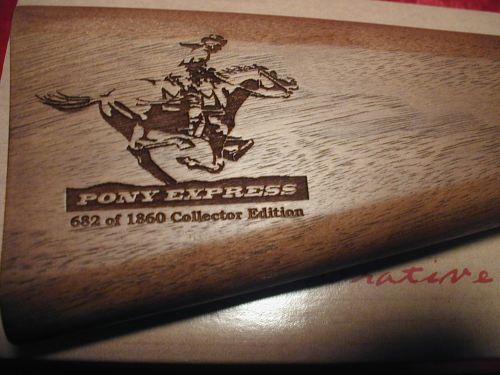 PONY EXPRESS
682 of 1860 Collector Edition